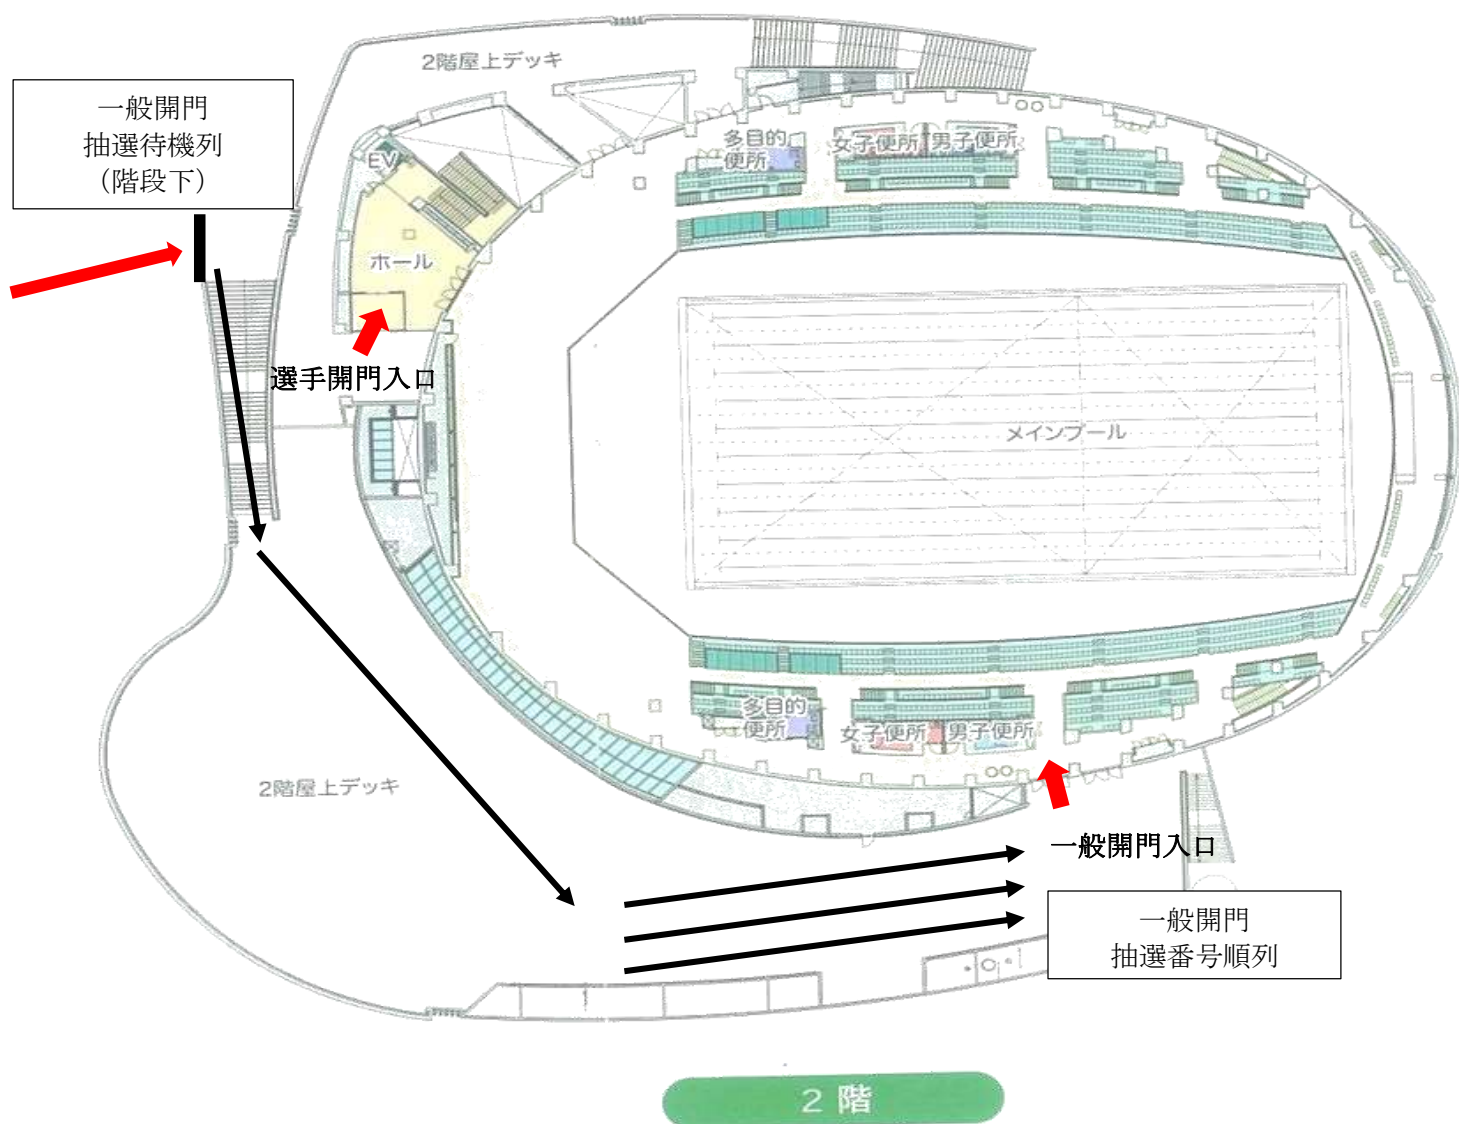 2階屋上デッキ
一般開門
抽選待機列
（階段下）
EV
ホール
選手開門入口
多目的
便所
女子便所
男子便所
メインプール
多目的
便所
女子便所
男子便所
2階屋上デッキ
一般開門入口
一般開門
抽選番号順列
2 階